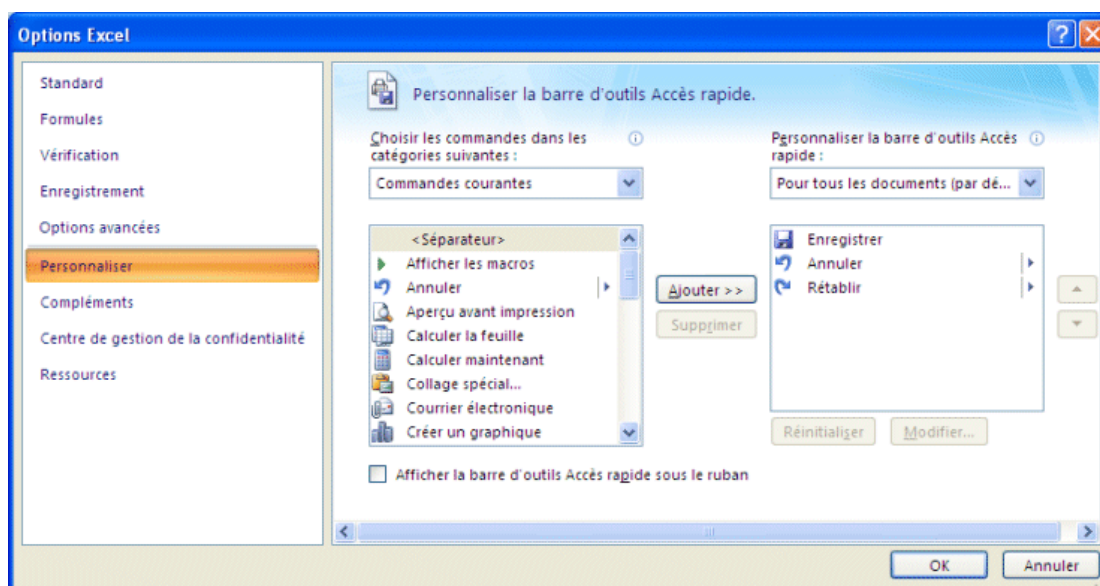 Options Excel
Standard
Formules
Vérification
Enregistrement
Options avancées
Personnaliser
Compléments
Centre de gestion de la confidentialité
Ressources
Personnaliser la barre d'outils Accès rapide.
Choisir les commandes dans les
catégories suivantes :
Commandes courantes
<Séparateur>
Afficher les macros
Annuler
Aperçu avant impression
Calculer la feuille
Calculer maintenant
Collage spécial...
Courrier électronique
Créer un graphique
Ajouter >>
Supprimer
Personnaliser la barre d'outils Accès
rapide :
Pour tous les documents (par dé...
Enregistrer
Annuler
Rétablir
Réinitialiser
Modifier...
Afficher la barre d'outils Accès rapide sous le ruban
OK
Annuler